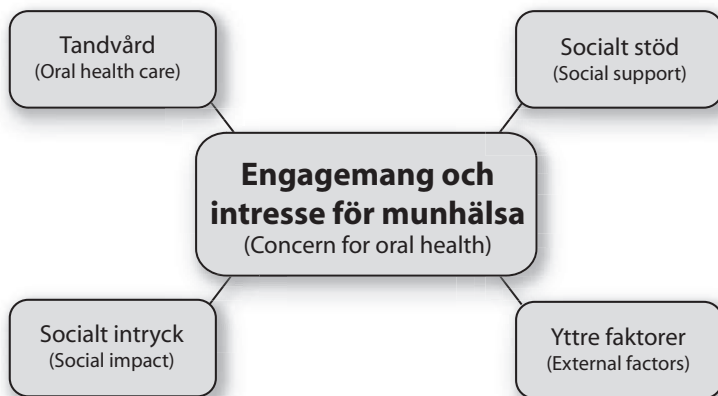 Tandvård
(Oral health care)
Socialt stöd
(Social support)
Engagemang och
intresse för munhälsa
(Concern for oral health)
Socialt intryck
(Social impact)
Yttre faktorer
(External factors)